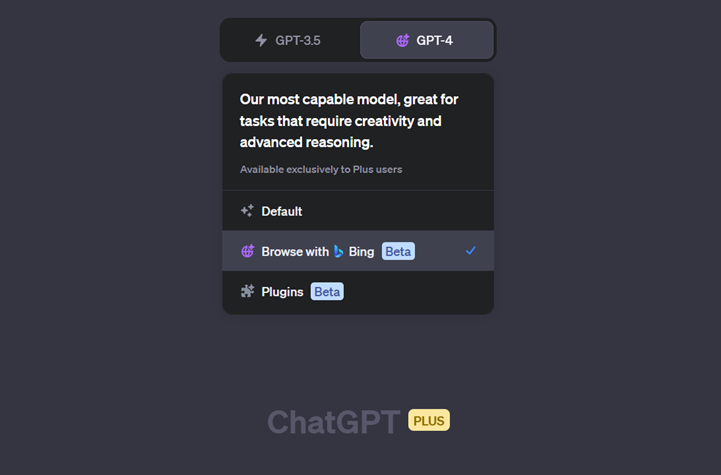 GPT-3.5
GPT-4
Our most capable model, great for
tasks that require creativity and
advanced reasoning.
Available exclusively to Plus users
Default
Browse with Bing Beta
Plugins Beta
ChatGPT PLUS